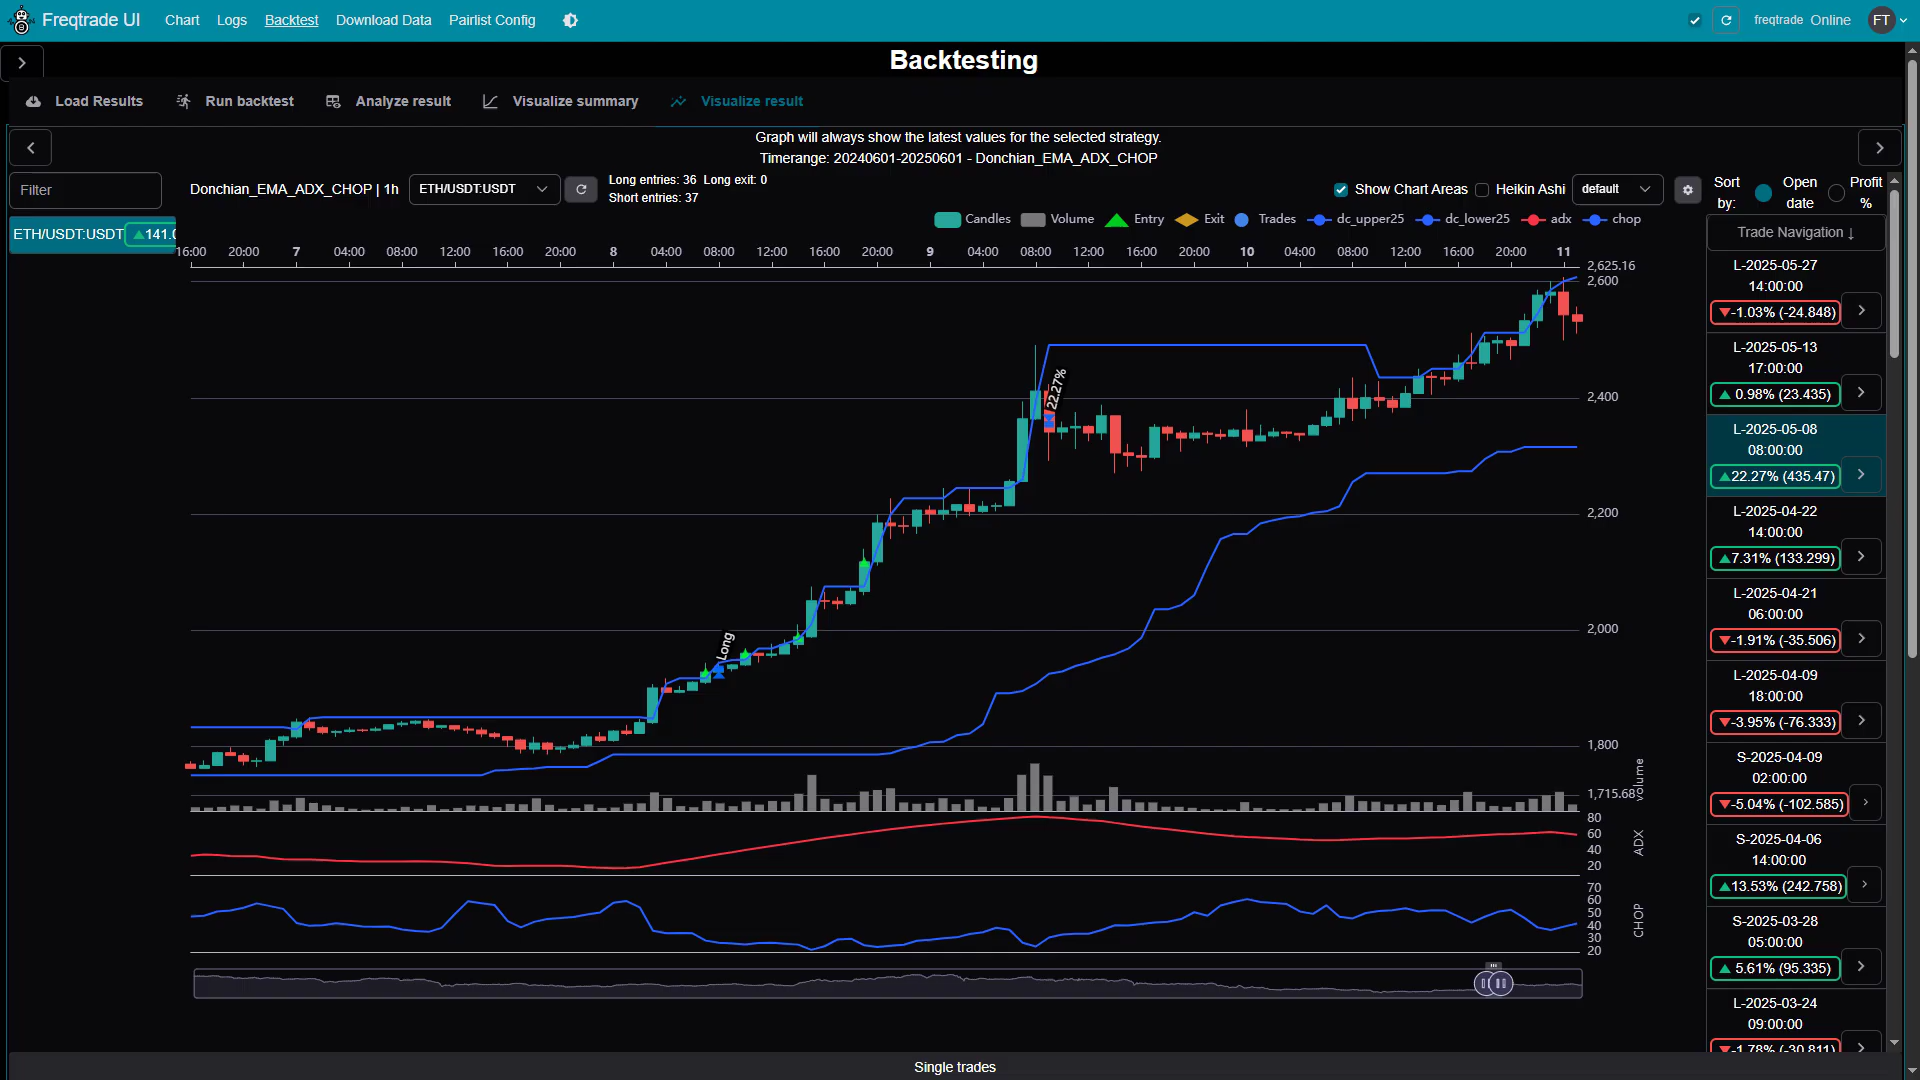 Freqtrade UI Chart Logs Backtest Download Data Pairlist Config freqtrade Online FT
Backtesting
Load Results Run backtest Analyze result Visualize summary Visualize result
Graph will always show the latest values for the selected strategy.
Timerange: 20240601-20250601 - Donchian_EMA_ADX_CHOP
Filter
Donchian_EMA_ADX_CHOP | 1h ETH/USDT:USDT
Long entries: 36 Long exit: 0
Short entries: 37
Show Chart Areas Heikin Ashi default
Sort by: Open date Profit %
ETH/USDT:USDT 141.0
Candles Volume Entry Exit Trades dc_upper25 dc_lower25 adx chop
16:00 20:00 7 04:00 08:00 12:00 16:00 20:00 8 04:00 08:00 12:00 16:00 20:00 9 04:00 08:00 12:00 16:00 20:00 10 04:00 08:00 12:00 16:00 20:00 11
2,625.16
2,600
2,400
2,200
2,000
1,800
1,715.68
22.27%
Long
volume
80
60
40
20
ADX
70
60
50
40
30
20
CHOP
Trade Navigation ↓
L-2025-05-27
14:00:00
-1.03% (-24.848)
L-2025-05-13
17:00:00
0.98% (23.435)
L-2025-05-08
08:00:00
22.27% (435.47)
L-2025-04-22
14:00:00
7.31% (133.299)
L-2025-04-21
06:00:00
-1.91% (-35.506)
L-2025-04-09
18:00:00
-3.95% (-76.333)
S-2025-04-09
02:00:00
-5.04% (-102.585)
S-2025-04-06
14:00:00
13.53% (242.758)
S-2025-03-28
05:00:00
5.61% (95.335)
L-2025-03-24
09:00:00
-1.78% (-30.811)
Single trades